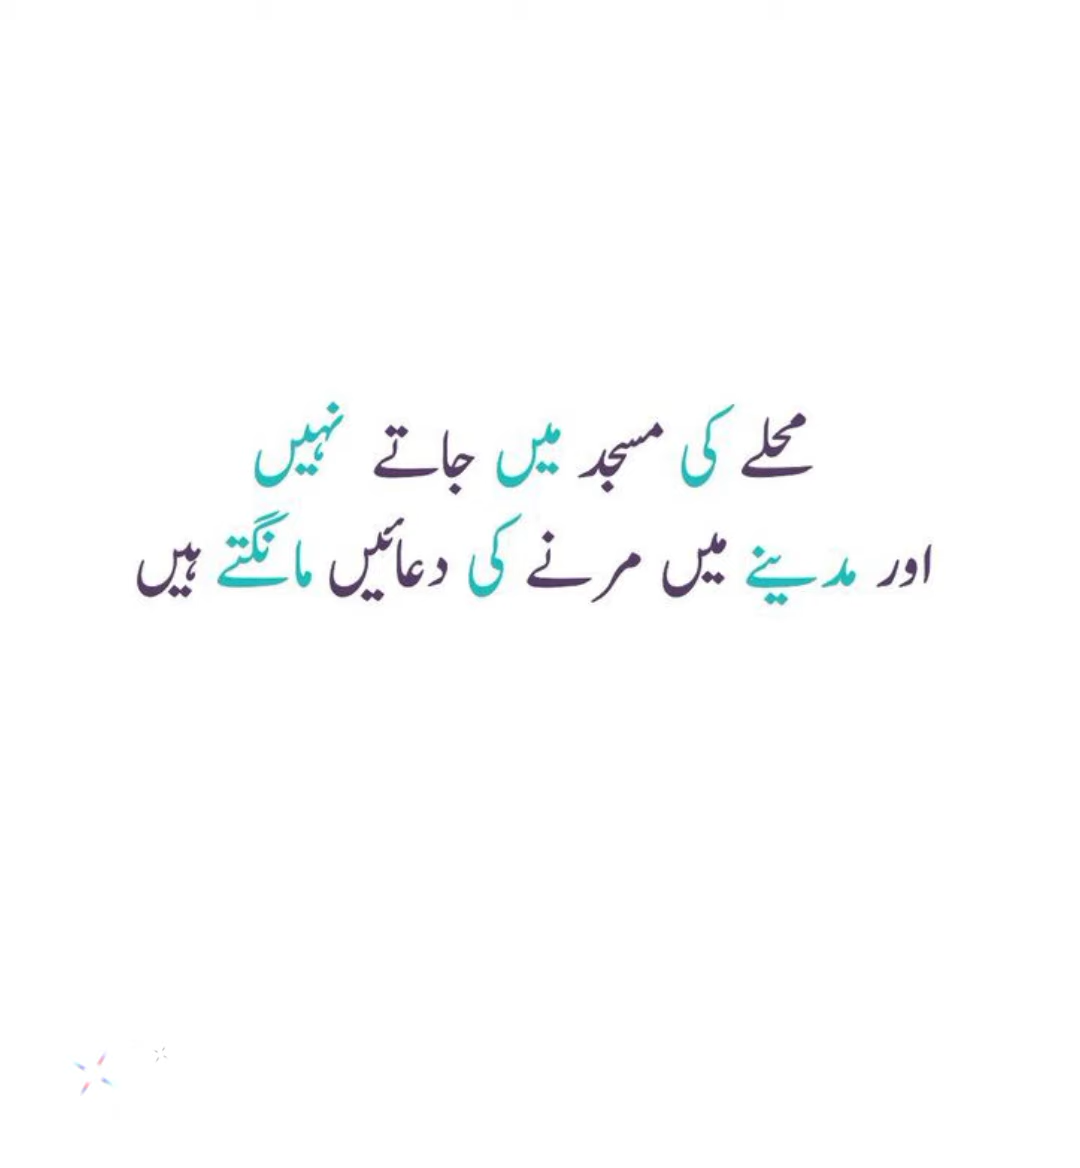 محلے کی مسجد میں جاتے نہیں
اور مدینے میں مرنے کی دعائیں مانگتے ہیں